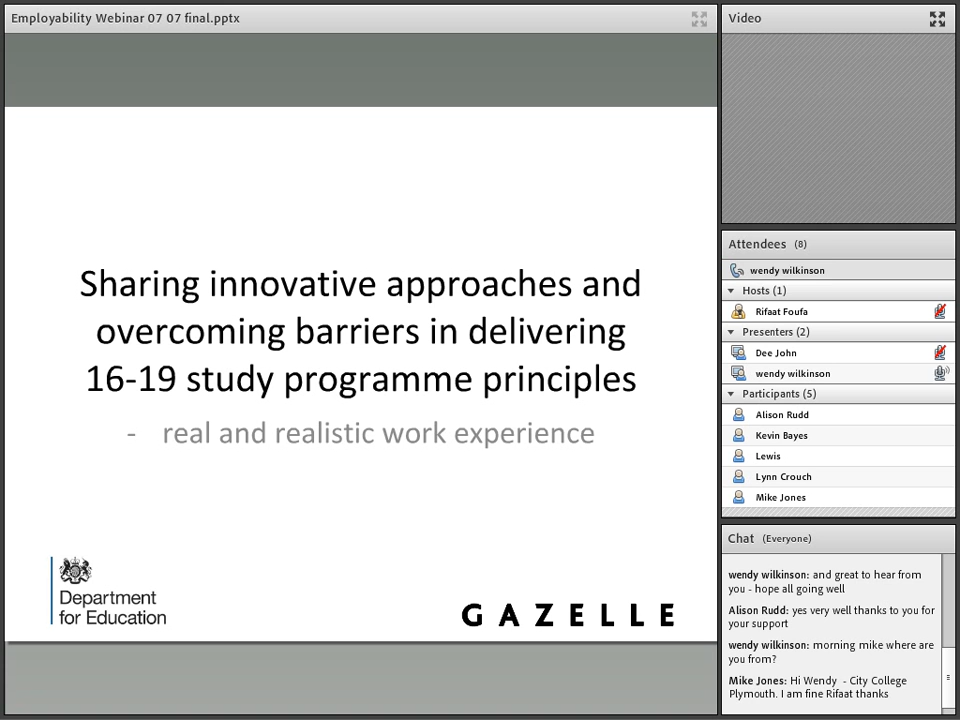 Employability Webinar 07 07 final.pptx
Sharing innovative approaches and
overcoming barriers in delivering
16-19 study programme principles
- real and realistic work experience
Department
for Education
GAZELLE
Video
Attendees (8)
wendy wilkinson
Hosts (1)
Rifaat Foufa
Presenters (2)
Dee John
wendy wilkinson
Participants (5)
Alison Rudd
Kevin Bayes
Lewis
Lynn Crouch
Mike Jones
Chat (Everyone)
wendy wilkinson: and great to hear from
you - hope all going well
Alison Rudd: yes very well thanks to you for
your support
wendy wilkinson: morning mike where are
you from?
Mike Jones: Hi Wendy - City College
Plymouth. I am fine Rifaat thanks